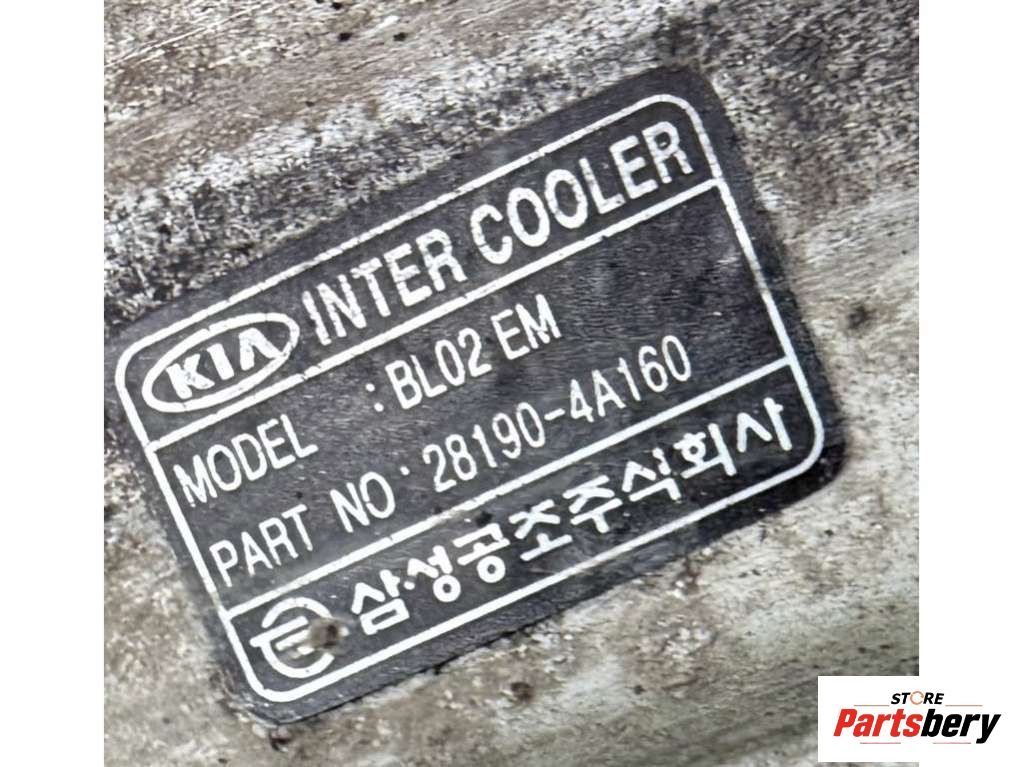 KIA INTER COOLER
MODEL : BL02 EM
PART NO : 28190-4A160
삼성공조주식회사
STORE
Partsbery